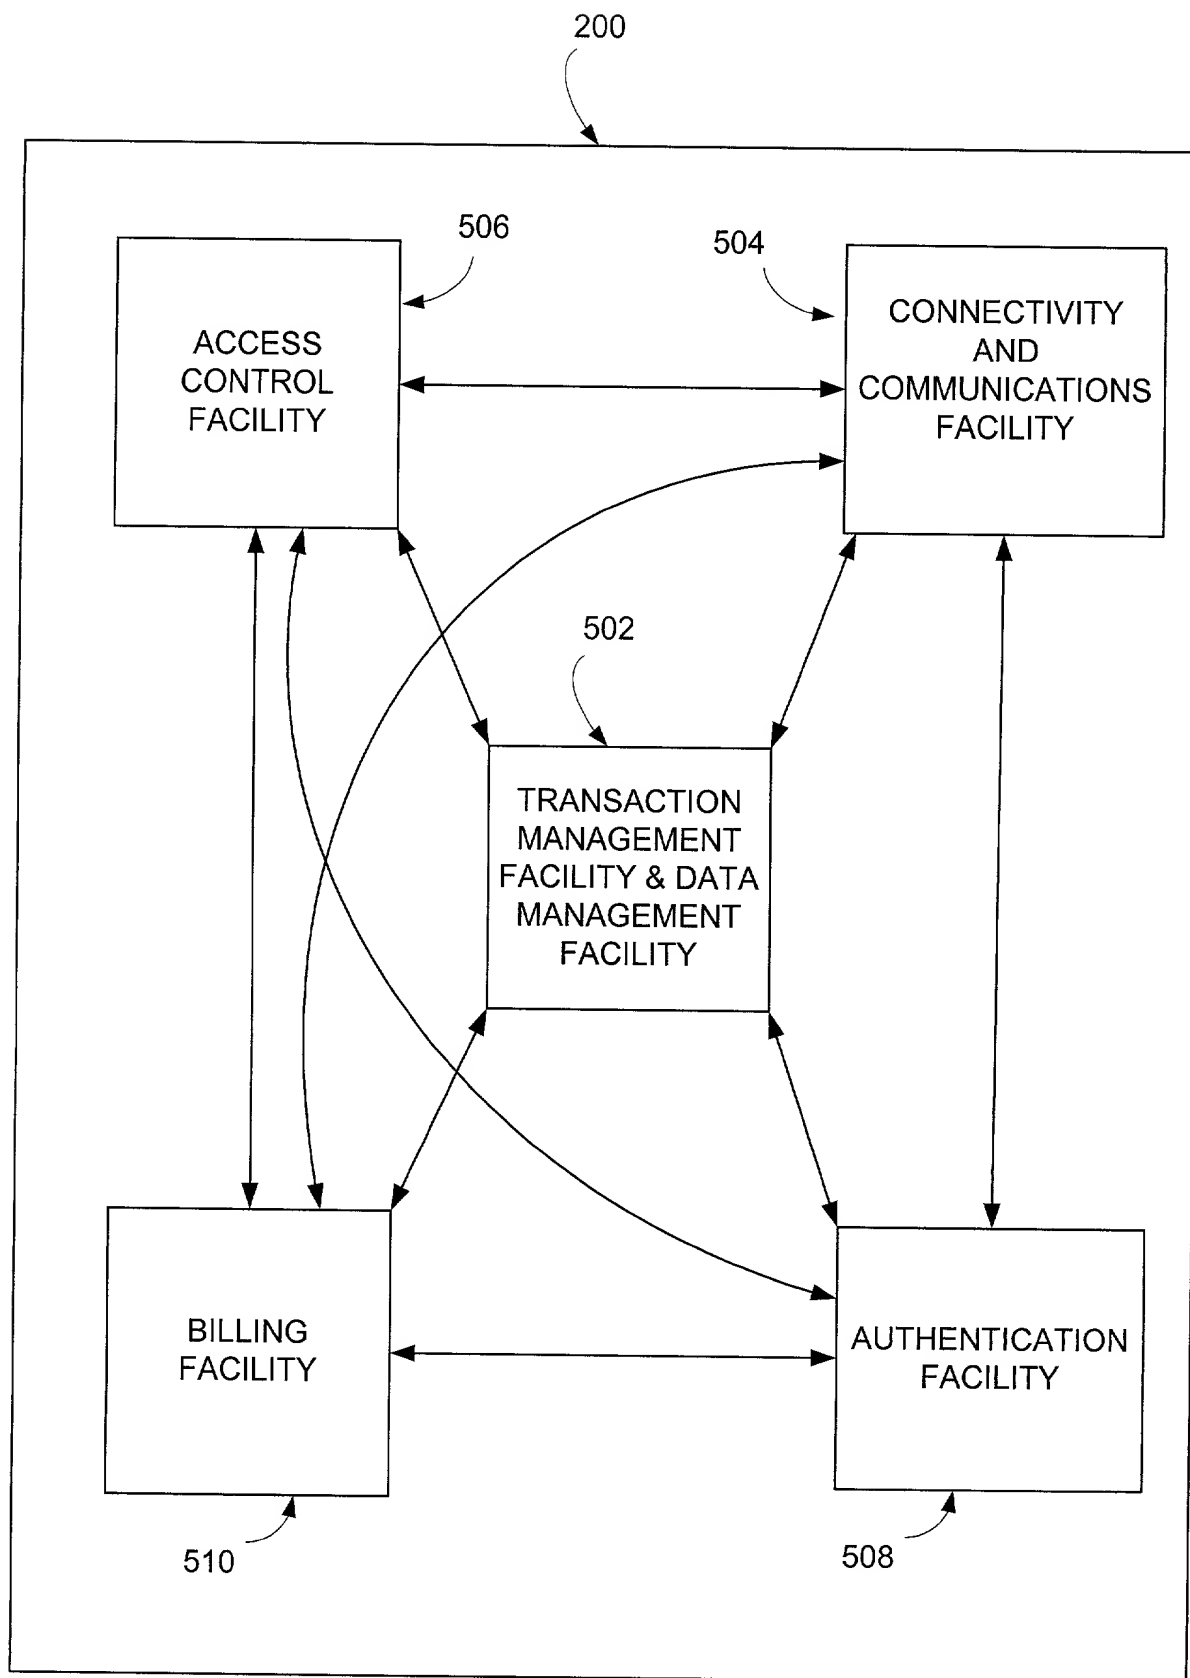 200
506
504
ACCESS
CONTROL
FACILITY
CONNECTIVITY
AND
COMMUNICATIONS
FACILITY
502
TRANSACTION
MANAGEMENT
FACILITY & DATA
MANAGEMENT
FACILITY
BILLING
FACILITY
AUTHENTICATION
FACILITY
510
508